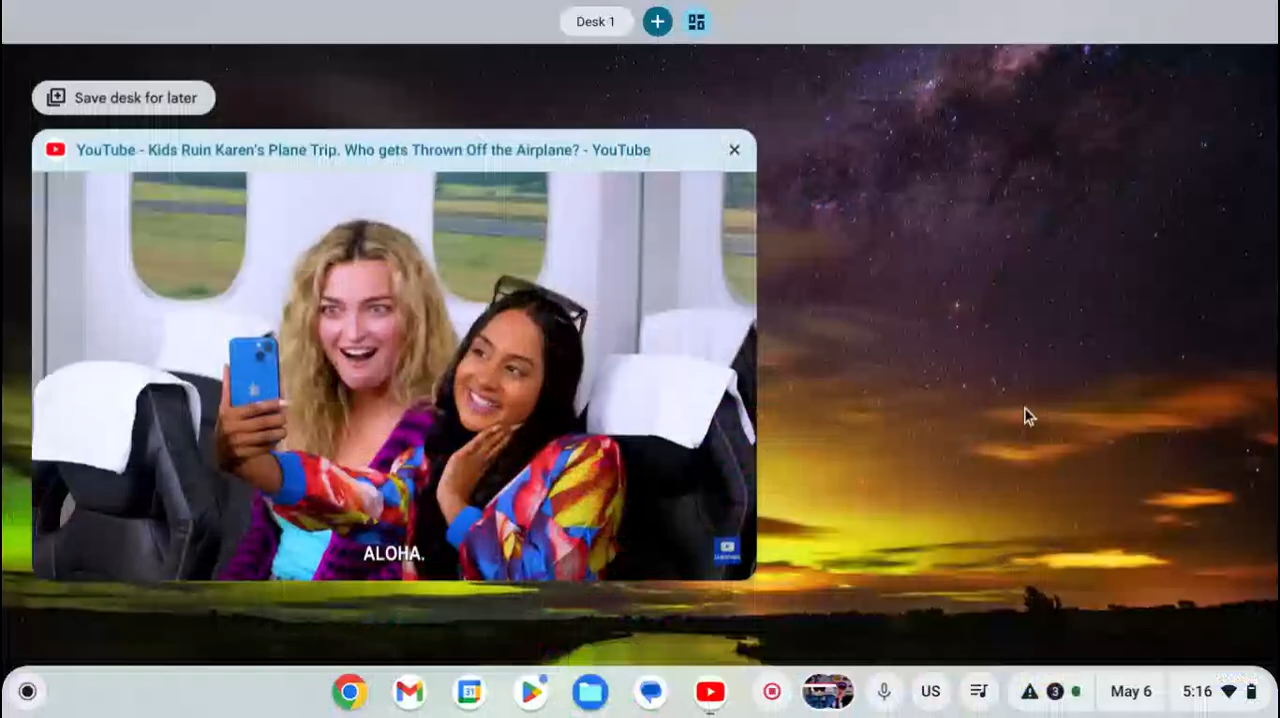 Desk 1
Save desk for later
YouTube - Kids Ruin Karen's Plane Trip. Who gets Thrown Off the Airplane? - YouTube
ALOHA.
31
US
3
May 6
5:16